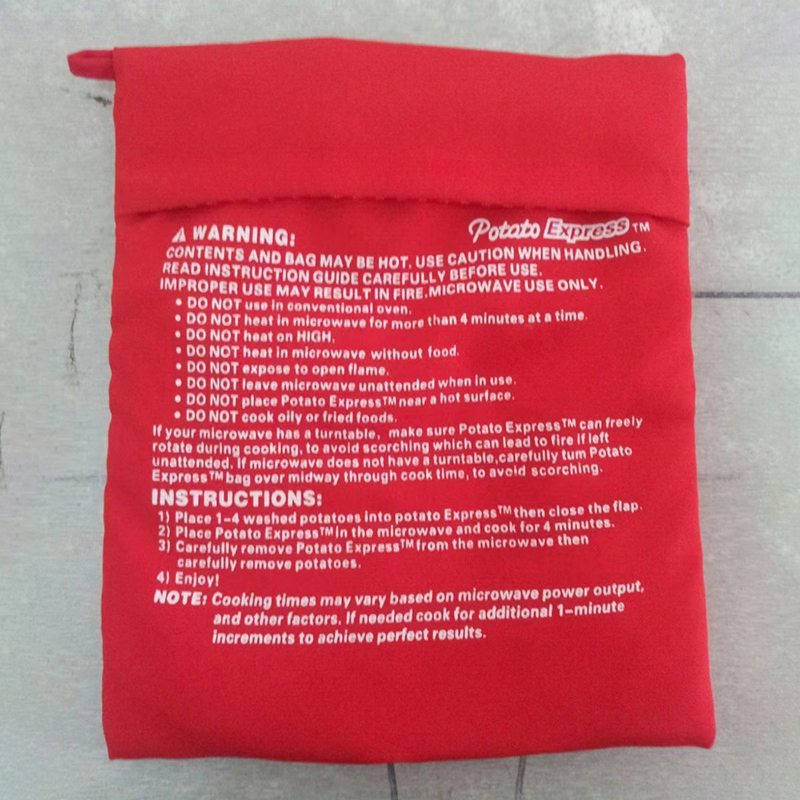 ⚠ WARNING:
Potato Express™
CONTENTS AND BAG MAY BE HOT, USE CAUTION WHEN HANDLING.
READ INSTRUCTION GUIDE CAREFULLY BEFORE USE.
IMPROPER USE MAY RESULT IN FIRE.MICROWAVE USE ONLY.
• DO NOT use in conventional oven.
• DO NOT heat in microwave for more than 4 minutes at a time.
• DO NOT heat on HIGH.
• DO NOT heat in microwave without food.
• DO NOT expose to open flame.
• DO NOT leave microwave unattended when in use.
• DO NOT place Potato Express™ near a hot surface.
• DO NOT cook oily or fried foods.
If your microwave has a turntable, make sure Potato Express™ can freely
rotate during cooking, to avoid scorching which can lead to fire if left
unattended. If microwave does not have a turntable,carefully tum Potato
Express™ bag over midway through cook time, to avoid scorching.
INSTRUCTIONS:
1) Place 1-4 washed potatoes into potato Express™ then close the flap.
2) Place Potato Express™ in the microwave and cook for 4 minutes.
3) Carefully remove Potato Express™ from the microwave then
carefully remove potatoes.
4) Enjoy!
NOTE: Cooking times may vary based on microwave power output,
and other factors. If needed cook for additional 1-minute
increments to achieve perfect results.